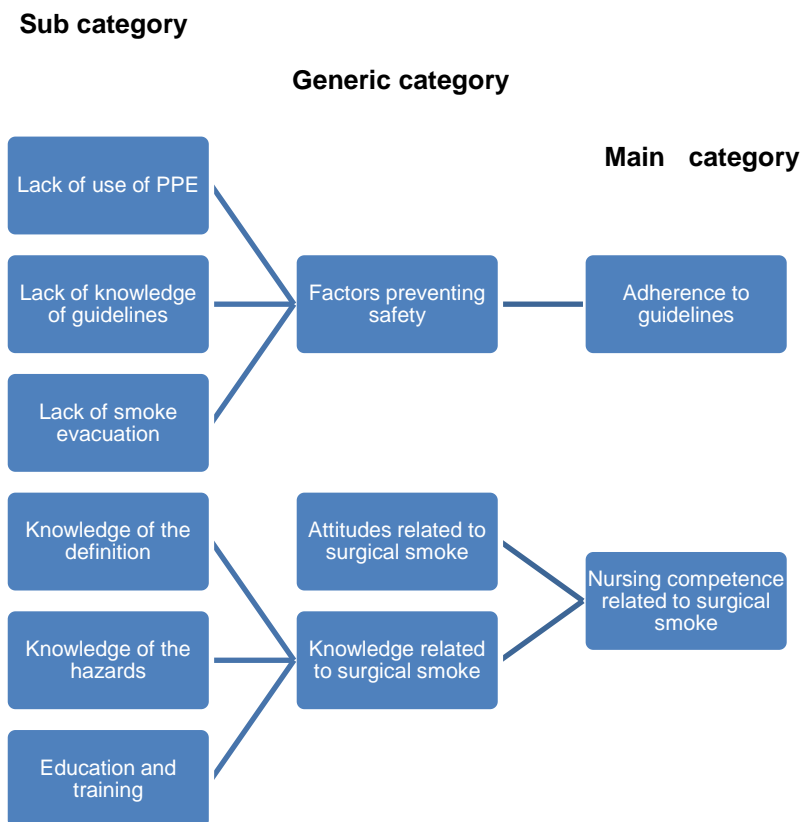 Sub category
Generic category
Main category
Lack of use of PPE
Lack of knowledge
of guidelines
Factors preventing
safety
Adherence to
guidelines
Lack of smoke
evacuation
Knowledge of the
definition
Attitudes related to
surgical smoke
Nursing competence
related to surgical
smoke
Knowledge of the
hazards
Knowledge related
to surgical smoke
Education and
training